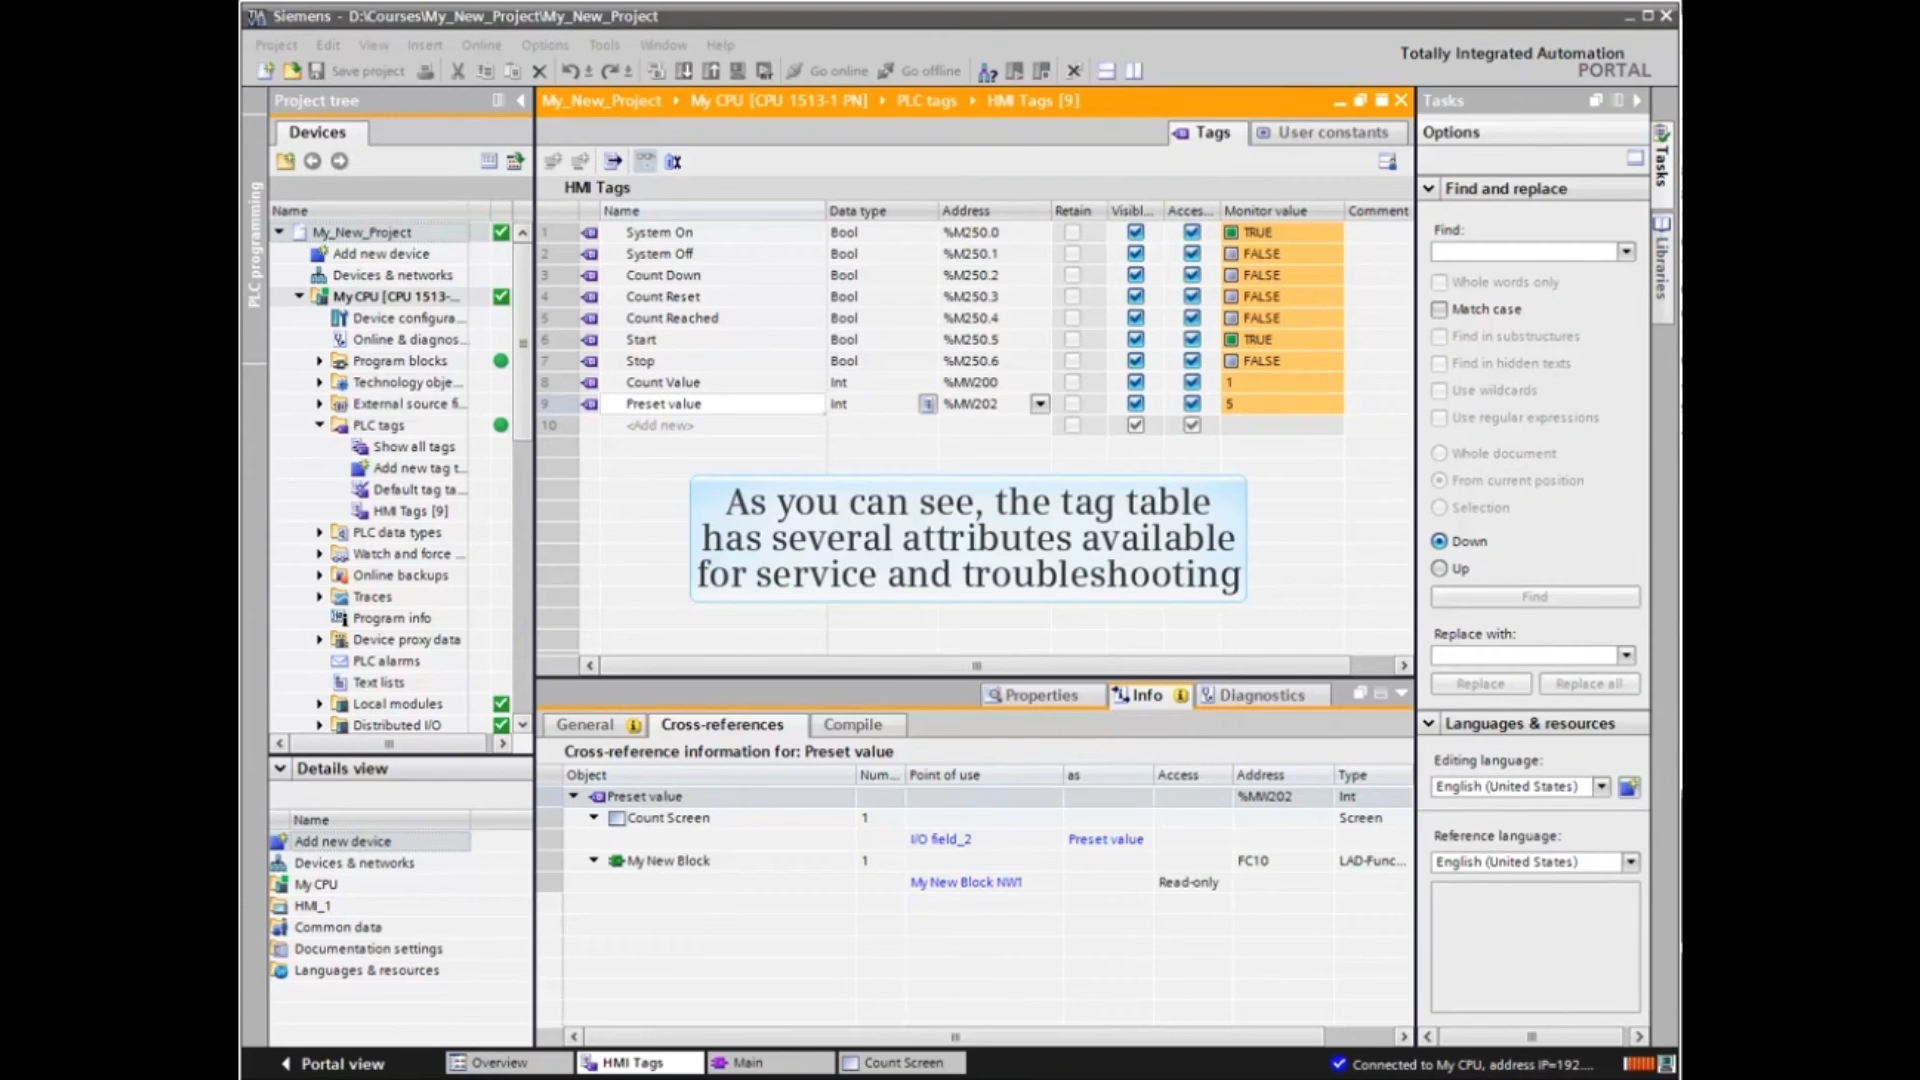 Siemens - D:\Courses\My_New_Project\My_New_Project
Project Edit View Insert Online Options Tools Window Help
Totally Integrated Automation
PORTAL
Save project Go online Go offline
Project tree
My_New_Project My CPU [CPU 1513-1 PN] PLC tags HMI Tags [9]
Tasks
Devices
Tags User constants
Options
PLC programming
Tasks
Libraries
HMI Tags
Find and replace
Name
Name Data type Address Retain Visibl... Acces... Monitor value Comment
1 System On Bool %M250.0 TRUE
2 System Off Bool %M250.1 FALSE
3 Count Down Bool %M250.2 FALSE
4 Count Reset Bool %M250.3 FALSE
5 Count Reached Bool %M250.4 FALSE
6 Start Bool %M250.5 TRUE
7 Stop Bool %M250.6 FALSE
8 Count Value Int %MW200 1
9 Preset value Int %MW202 5
10 <Add new>
My_New_Project
Add new device
Devices & networks
My CPU [CPU 1513-...
Device configura...
Online & diagnos...
Program blocks
Technology obje...
External source fi...
PLC tags
Show all tags
Add new tag t...
Default tag ta...
HMI Tags [9]
PLC data types
Watch and force ...
Online backups
Traces
Program info
Device proxy data
PLC alarms
Text lists
Local modules
Distributed I/O
As you can see, the tag table
has several attributes available
for service and troubleshooting
Find:
Whole words only
Match case
Find in substructures
Find in hidden texts
Use wildcards
Use regular expressions
Whole document
From current position
Selection
Down
Up
Find
Replace with:
Replace Replace all
Languages & resources
Editing language:
English (United States)
Reference language:
English (United States)
Properties Info Diagnostics
General Cross-references Compile
Cross-reference information for: Preset value
Object Num... Point of use as Access Address Type
Preset value %MW202 Int
Count Screen 1 Screen
I/O field_2 Preset value
My New Block 1 FC10 LAD-Func...
My New Block NW1 Read-only
Details view
Name
Add new device
Devices & networks
My CPU
HMI_1
Common data
Documentation settings
Languages & resources
Portal view Overview HMI Tags Main Count Screen Connected to My CPU, address IP=192....